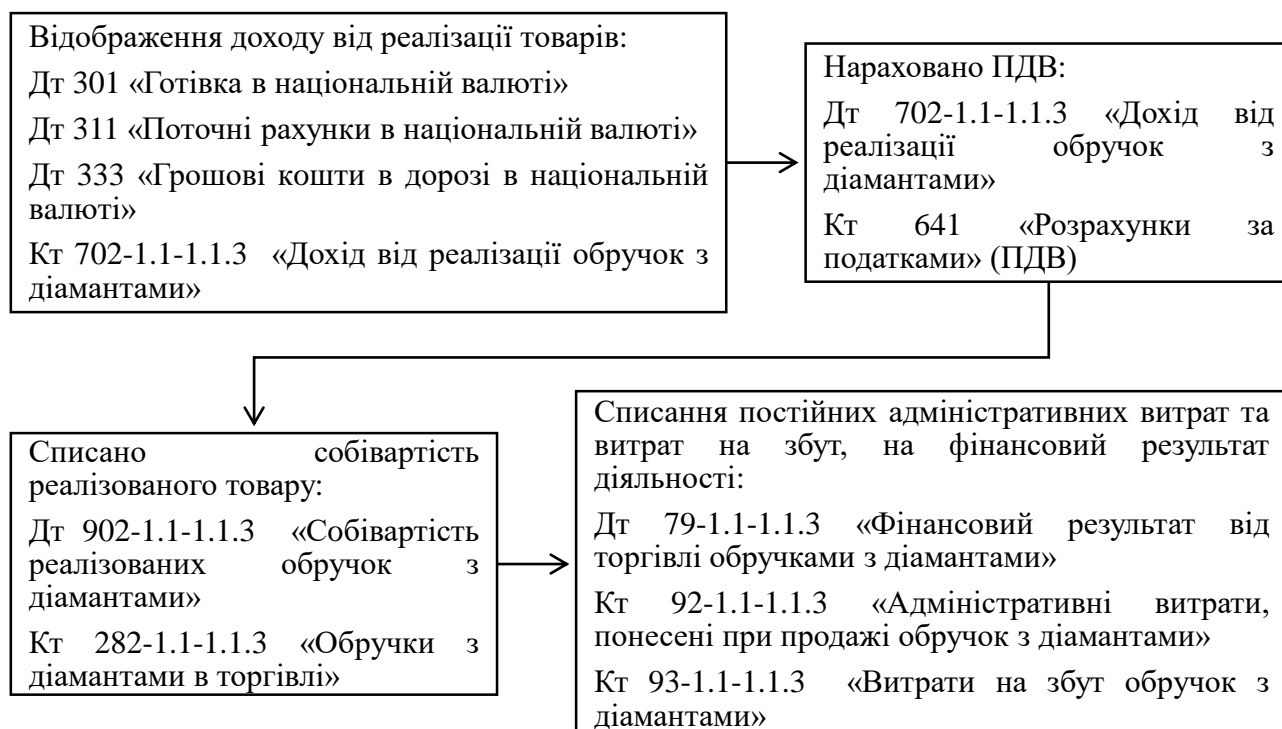 Відображення доходу від реалізації товарів:
Дт 301 «Готівка в національній валюті»
Дт 311 «Поточні рахунки в національній валюті»
Дт 333 «Грошові кошти в дорозі в національній
валюті»
Кт 702-1.1-1.1.3 «Дохід від реалізації обручок з
діамантами»
Нараховано ПДВ:
Дт 702-1.1-1.1.3 «Дохід від
реалізації обручок з
діамантами»
Кт 641 «Розрахунки за
податками» (ПДВ)
Списано собівартість
реалізованого товару:
Дт 902-1.1-1.1.3 «Собівартість
реалізованих обручок з
діамантами»
Кт 282-1.1-1.1.3 «Обручки з
діамантами в торгівлі»
Списання постійних адміністративних витрат та
витрат на збут, на фінансовий результат
діяльності:
Дт 79-1.1-1.1.3 «Фінансовий результат від
торгівлі обручками з діамантами»
Кт 92-1.1-1.1.3 «Адміністративні витрати,
понесені при продажі обручок з діамантами»
Кт 93-1.1-1.1.3 «Витрати на збут обручок з
діамантами»